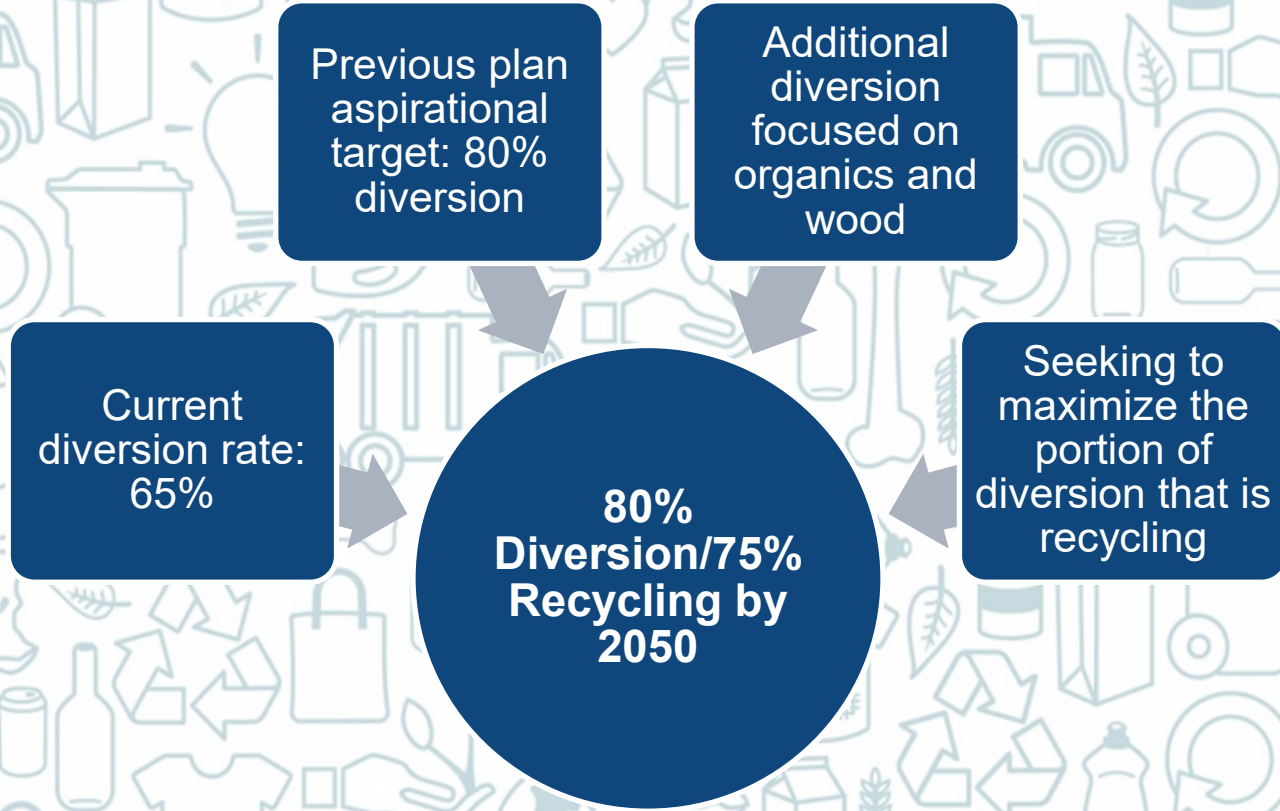 Previous plan
aspirational
target: 80%
diversion
Additional
diversion
focused on
organics and
wood
Current
diversion rate:
65%
Seeking to
maximize the
portion of
diversion that is
recycling
80%
Diversion/75%
Recycling by
2050